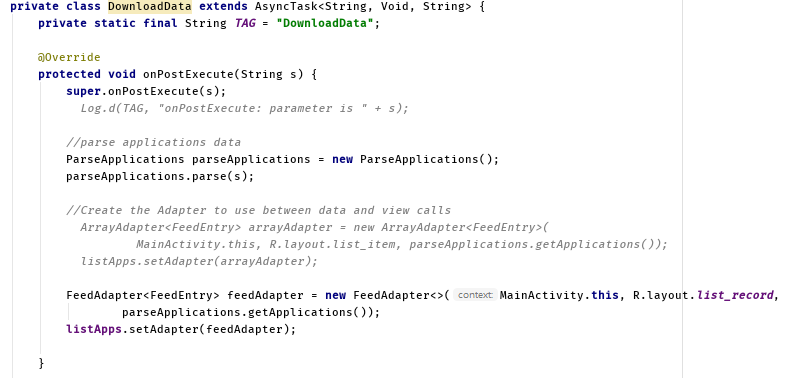 private class DownloadData extends AsyncTask<String, Void, String> {
    private static final String TAG = "DownloadData";

    @Override
    protected void onPostExecute(String s) {
        super.onPostExecute(s);
          Log.d(TAG, "onPostExecute: parameter is " + s);

        //parse applications data
        ParseApplications parseApplications = new ParseApplications();
        parseApplications.parse(s);

        //Create the Adapter to use between data and view calls
          ArrayAdapter<FeedEntry> arrayAdapter = new ArrayAdapter<FeedEntry>(
                  MainActivity.this, R.layout.list_item, parseApplications.getApplications());
          listApps.setAdapter(arrayAdapter);

        FeedAdapter<FeedEntry> feedAdapter = new FeedAdapter<>( context: MainActivity.this, R.layout.list_record,
                parseApplications.getApplications());
        listApps.setAdapter(feedAdapter);

    }